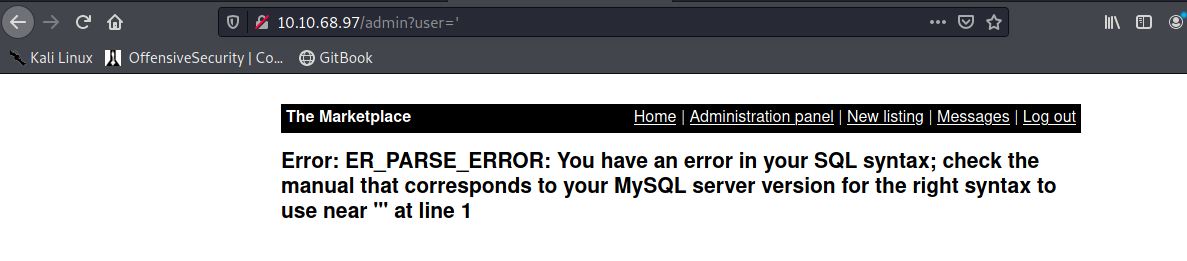 10.10.68.97/admin?user='
Kali Linux OffensiveSecurity | Co... GitBook
The Marketplace Home | Administration panel | New listing | Messages | Log out
Error: ER_PARSE_ERROR: You have an error in your SQL syntax; check the
manual that corresponds to your MySQL server version for the right syntax to
use near ''' at line 1